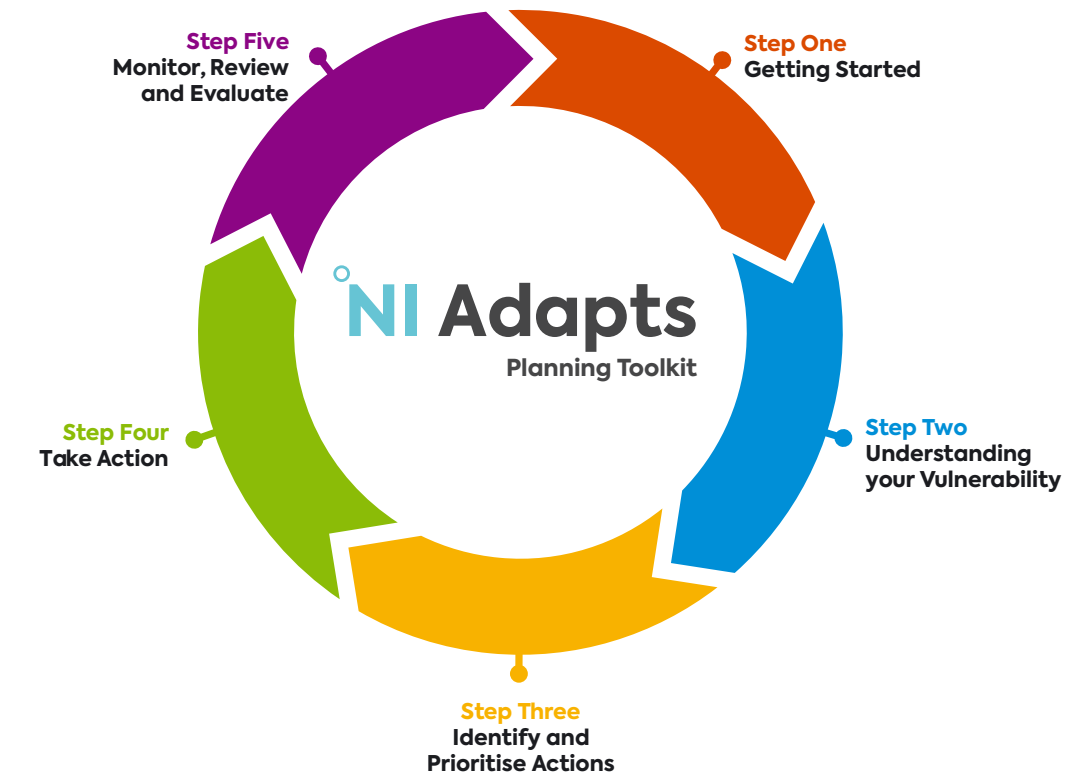 Step One
Getting Started
Step Two
Understanding
your Vulnerability
Step Three
Identify and
Prioritise Actions
Step Four
Take Action
Step Five
Monitor, Review
and Evaluate
°NI Adapts
Planning Toolkit